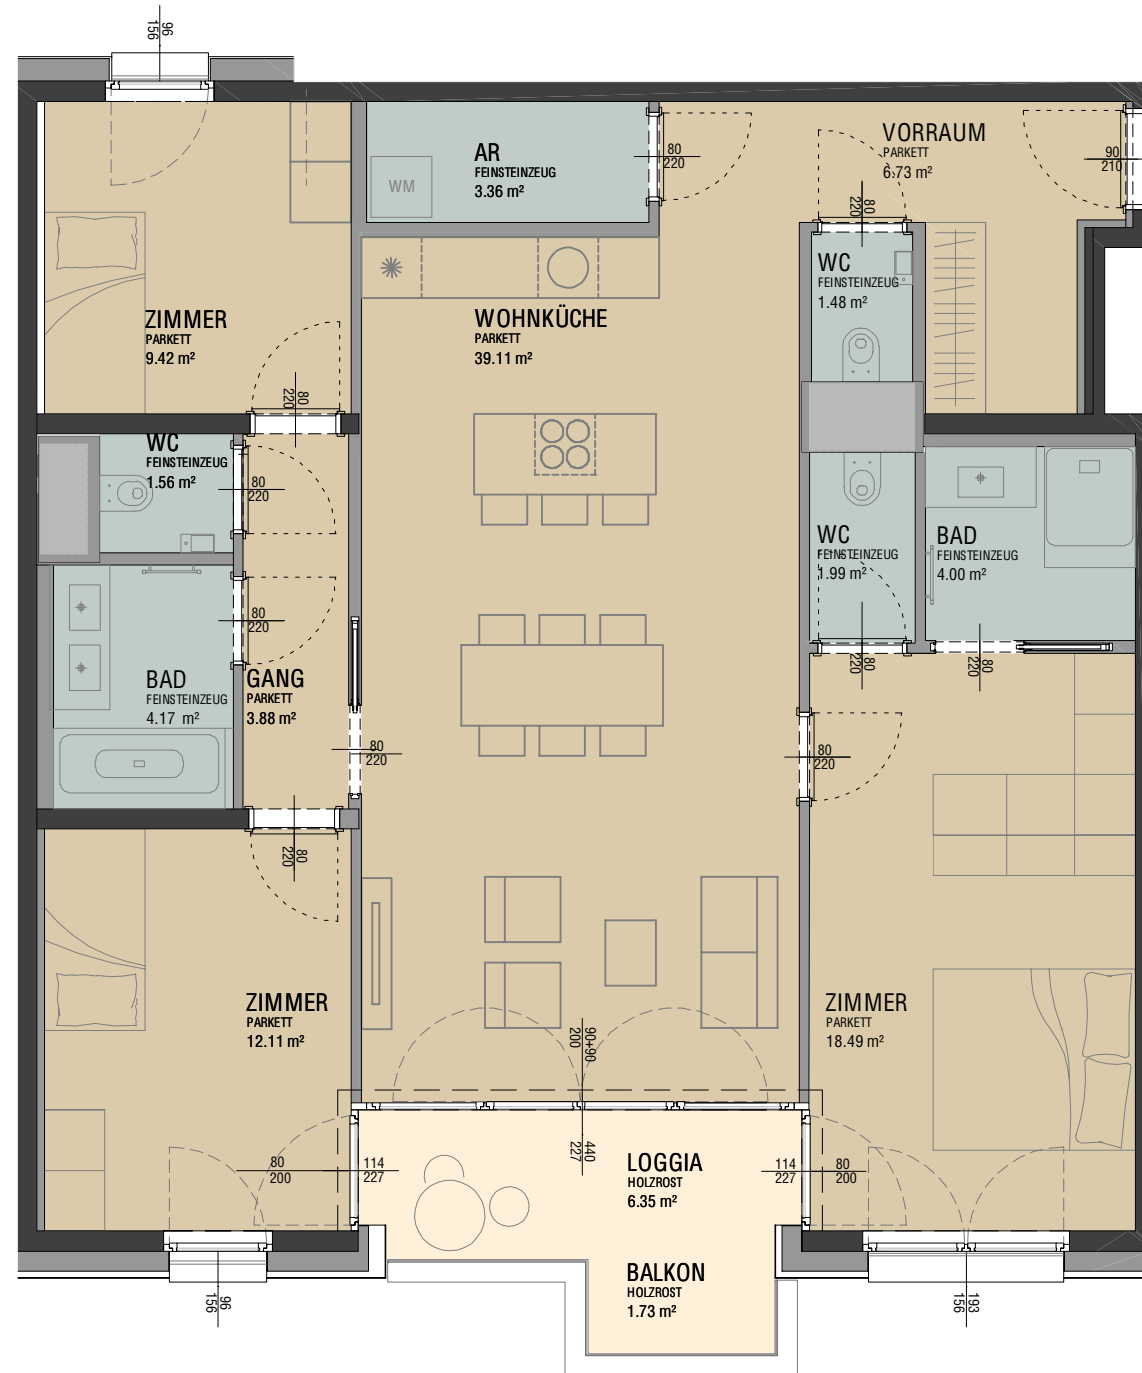 96
156
AR
FEINSTEINZEUG
3.36 m²
WM
80
220
VORRAUM
PARKETT
6.73 m²
90
210
80
220
WC
FEINSTEINZEUG
1.48 m²
ZIMMER
PARKETT
9.42 m²
WOHNKÜCHE
PARKETT
39.11 m²
80
220
WC
FEINSTEINZEUG
1.56 m²
80
220
WC
FEINSTEINZEUG
1.99 m²
BAD
FEINSTEINZEUG
4.00 m²
80
220
80
220
80
220
BAD
FEINSTEINZEUG
4.17 m²
GANG
PARKETT
3.88 m²
80
220
80
220
80
220
ZIMMER
PARKETT
12.11 m²
90+90
200
ZIMMER
PARKETT
18.49 m²
80
200
114
227
440
227
LOGGIA
HOLZROST
6.35 m²
114
227
80
200
BALKON
HOLZROST
1.73 m²
96
156
193
156